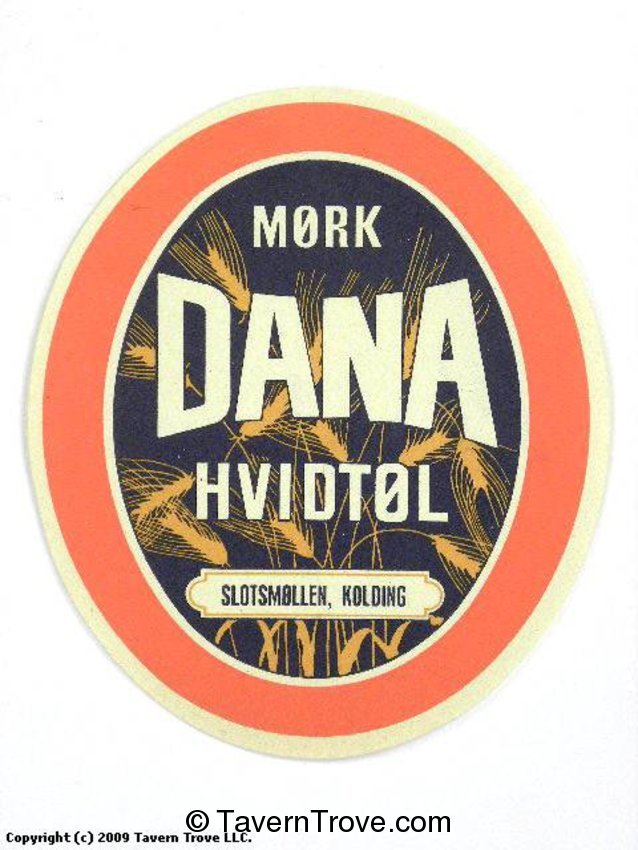 MØRK
DANA
HVIDTØL
SLOTSMØLLEN, KOLDING
© TavernTrove.com
Copyright (c) 2009 Tavern Trove LLC.